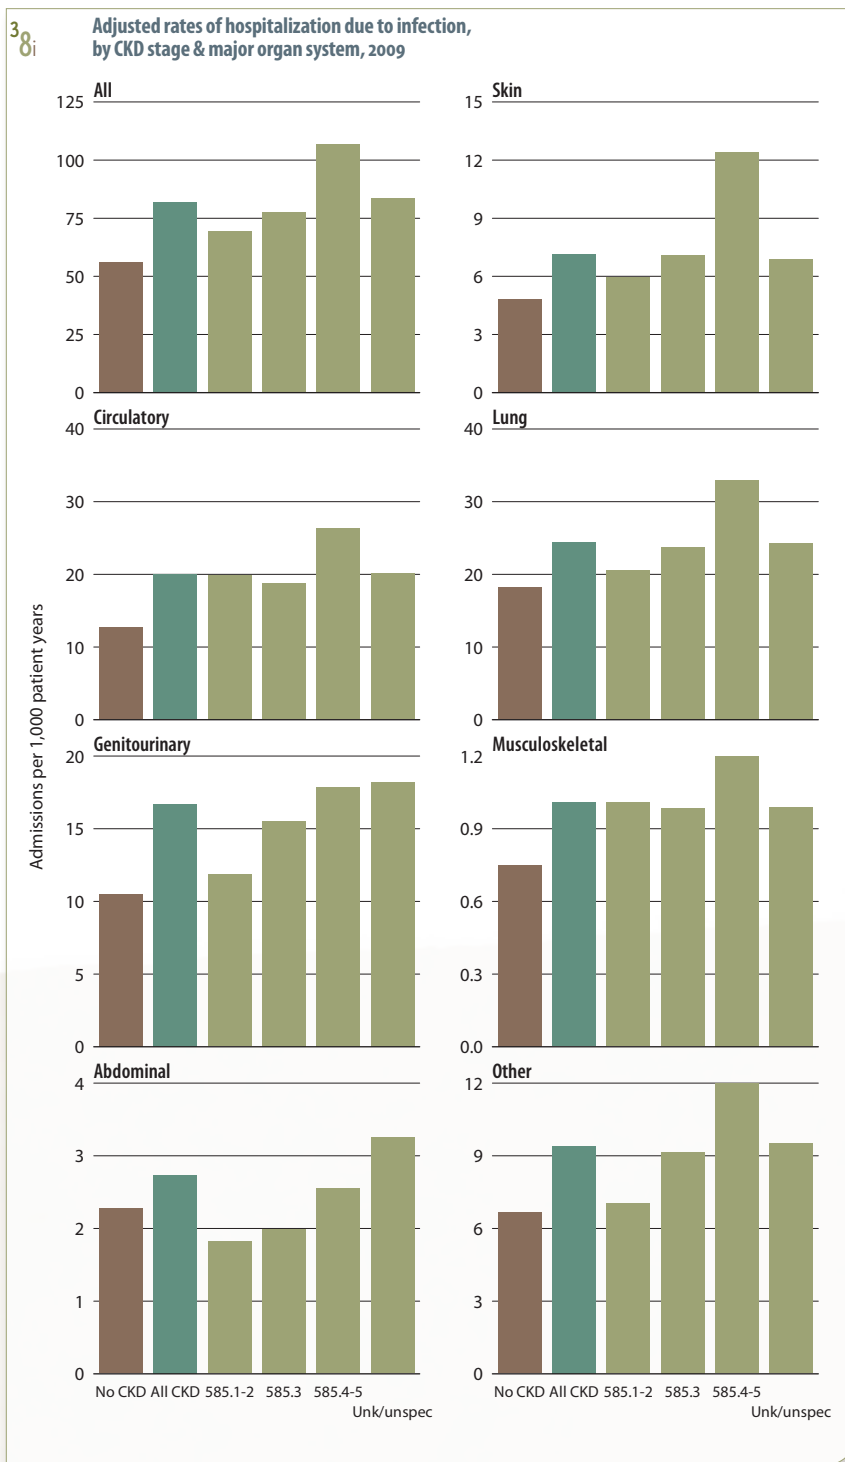 3 8i
Adjusted rates of hospitalization due to infection,
by CKD stage & major organ system, 2009
Admissions per 1,000 patient years
All
125
100
75
50
25
0
Skin
15
12
9
6
3
0
Circulatory
40
30
20
10
0
Lung
40
30
20
10
0
Genitourinary
20
15
10
5
0
Musculoskeletal
1.2
0.9
0.6
0.3
0.0
Abdominal
4
3
2
1
0
No CKD All CKD 585.1-2 585.3 585.4-5
Unk/unspec
Other
12
9
6
3
0
No CKD All CKD 585.1-2 585.3 585.4-5
Unk/unspec